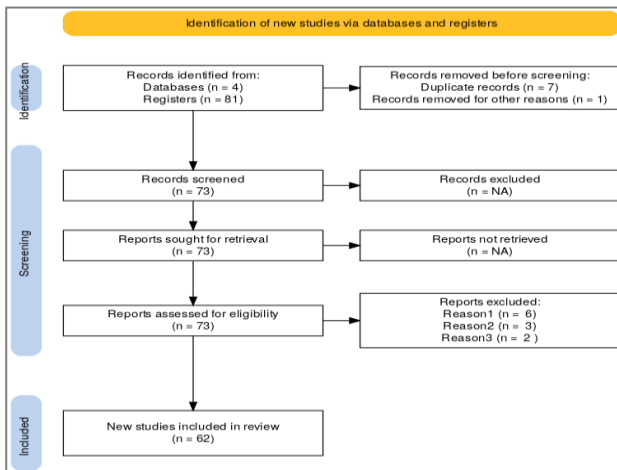 Identification of new studies via databases and registers
Identification
Records identified from:
Databases (n = 4)
Registers (n = 81)
Records removed before screening:
Duplicate records (n = 7)
Records removed for other reasons (n = 1)
Screening
Records screened
(n = 73)
Records excluded
(n = NA)
Reports sought for retrieval
(n = 73)
Reports not retrieved
(n = NA)
Reports assessed for eligibility
(n = 73)
Reports excluded:
Reason1 (n = 6)
Reason2 (n = 3)
Reason3 (n = 2 )
Included
New studies included in review
(n = 62)